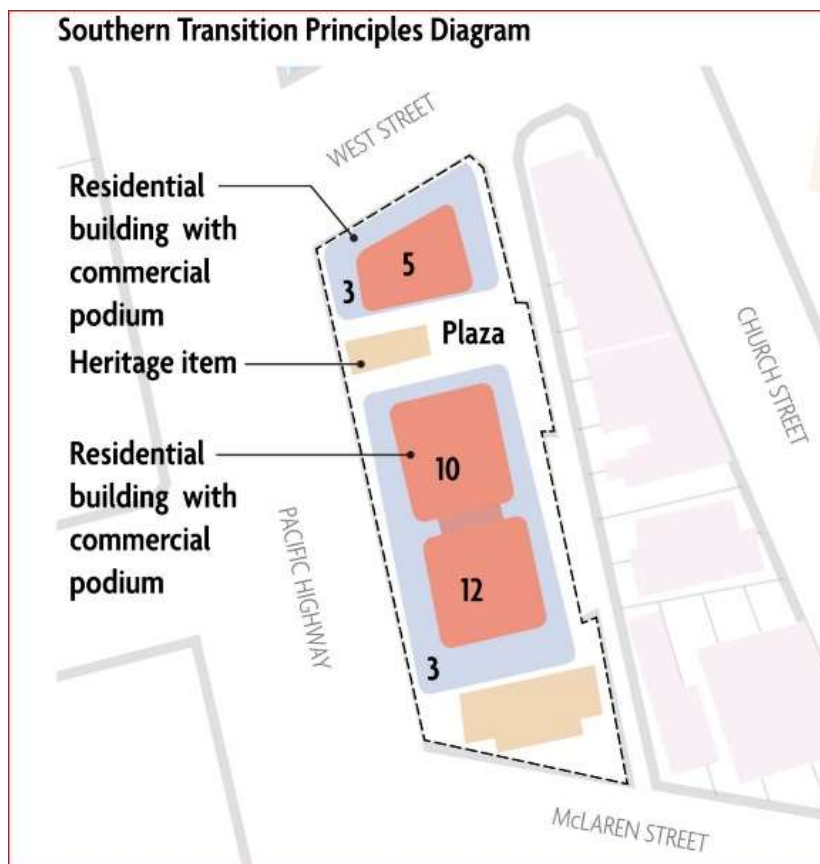 Southern Transition Principles Diagram
WEST STREET
Residential
building with
commercial
podium
5
3
Plaza
Heritage item
CHURCH STREET
Residential
building with
commercial
podium
10
PACIFIC HIGHWAY
12
3
McLAREN STREET